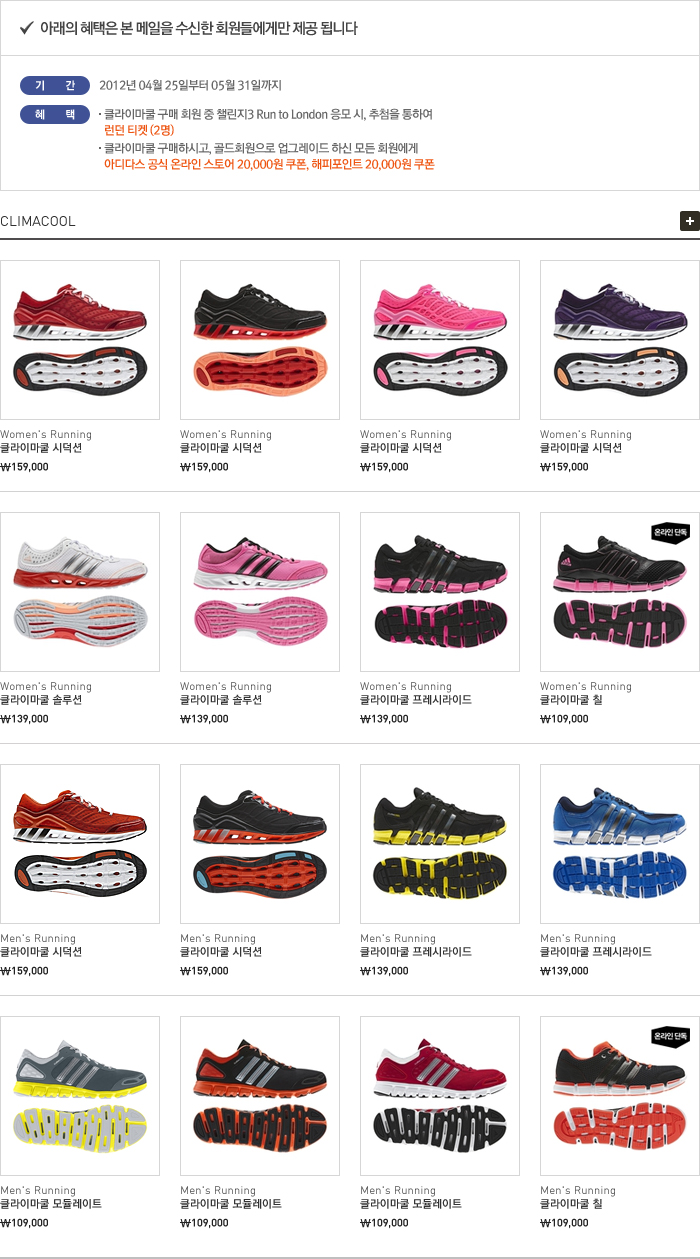 아래의 혜택은 본 메일을 수신한 회원들에게만 제공 됩니다
기 간 2012년 04월 25일부터 05월 31일까지
혜 택 · 클라이마쿨 구매 회원 중 챌린지3 Run to London 응모 시, 추첨을 통하여
런던 티켓 (2명)
· 클라이마쿨 구매하시고, 골드회원으로 업그레이드 하신 모든 회원에게
아디다스 공식 온라인 스토어 20,000원 쿠폰, 해피포인트 20,000원 쿠폰
CLIMACOOL
Women's Running
클라이마쿨 시덕션
₩159,000
Women's Running
클라이마쿨 시덕션
₩159,000
Women's Running
클라이마쿨 시덕션
₩159,000
Women's Running
클라이마쿨 시덕션
₩159,000
Women's Running
클라이마쿨 솔루션
₩139,000
Women's Running
클라이마쿨 솔루션
₩139,000
Women's Running
클라이마쿨 프레시라이드
₩139,000
온라인 단독
Women's Running
클라이마쿨 칠
₩109,000
Men's Running
클라이마쿨 시덕션
₩159,000
Men's Running
클라이마쿨 시덕션
₩159,000
Men's Running
클라이마쿨 프레시라이드
₩139,000
Men's Running
클라이마쿨 프레시라이드
₩139,000
Men's Running
클라이마쿨 모듈레이트
₩109,000
Men's Running
클라이마쿨 모듈레이트
₩109,000
Men's Running
클라이마쿨 모듈레이트
₩109,000
온라인 단독
Men's Running
클라이마쿨 칠
₩109,000